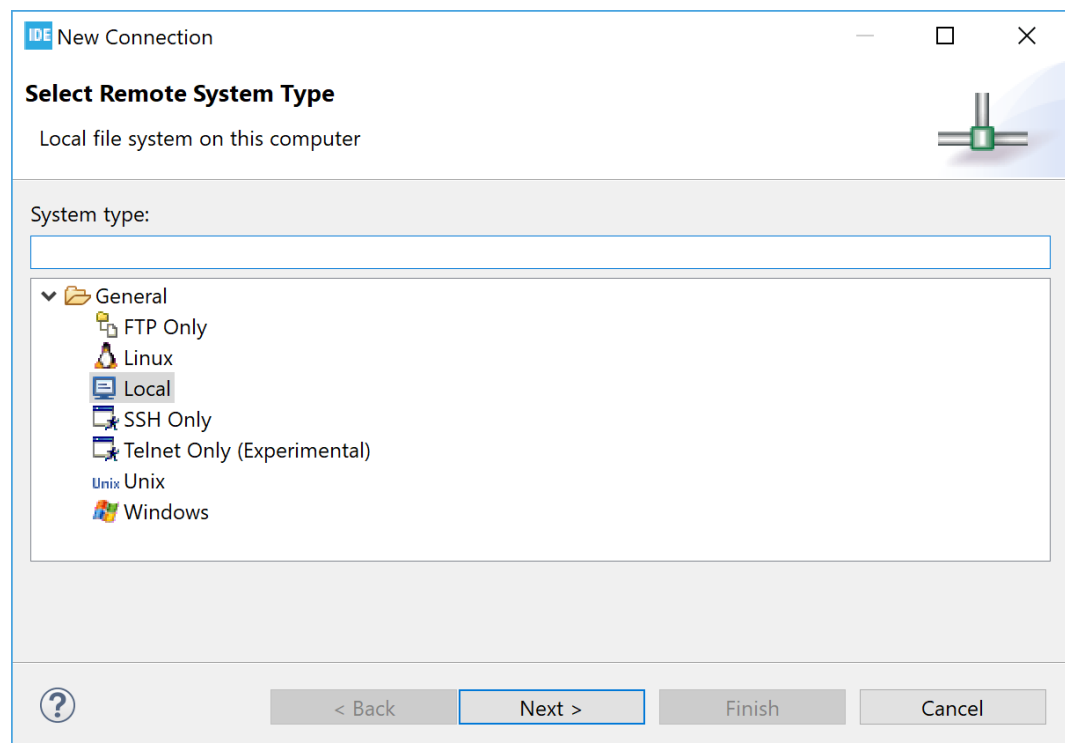 IDE New Connection
Select Remote System Type
Local file system on this computer
System type:
General
FTP Only
Linux
Local
SSH Only
Telnet Only (Experimental)
Unix Unix
Windows
? < Back Next > Finish Cancel